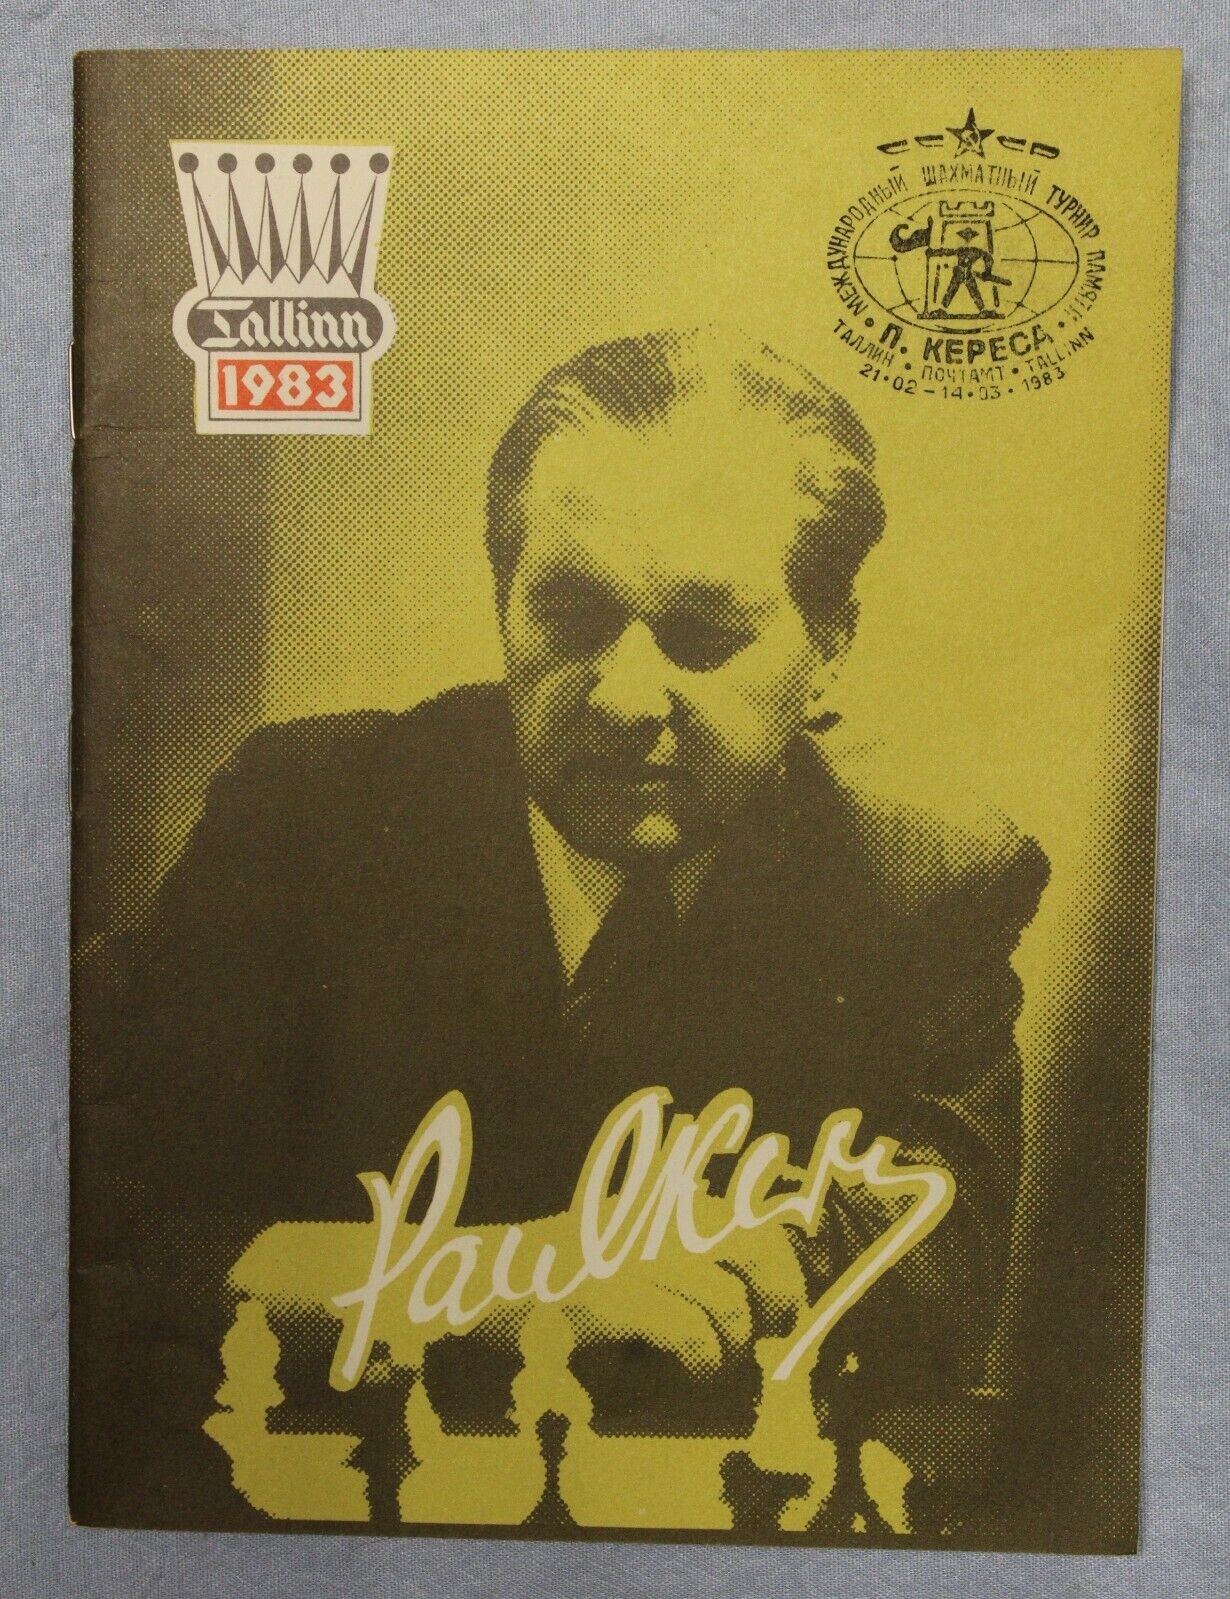 Tallinn
1983
СССР
МЕЖДУНАРОДНЫЙ ШАХМАТНЫЙ ТУРНИР ПАМЯТИ
П. КЕРЕСА
ТАЛЛИН • ПОЧТАМТ • TALLINN
21•02 – 14•03•1983
Paul Keres